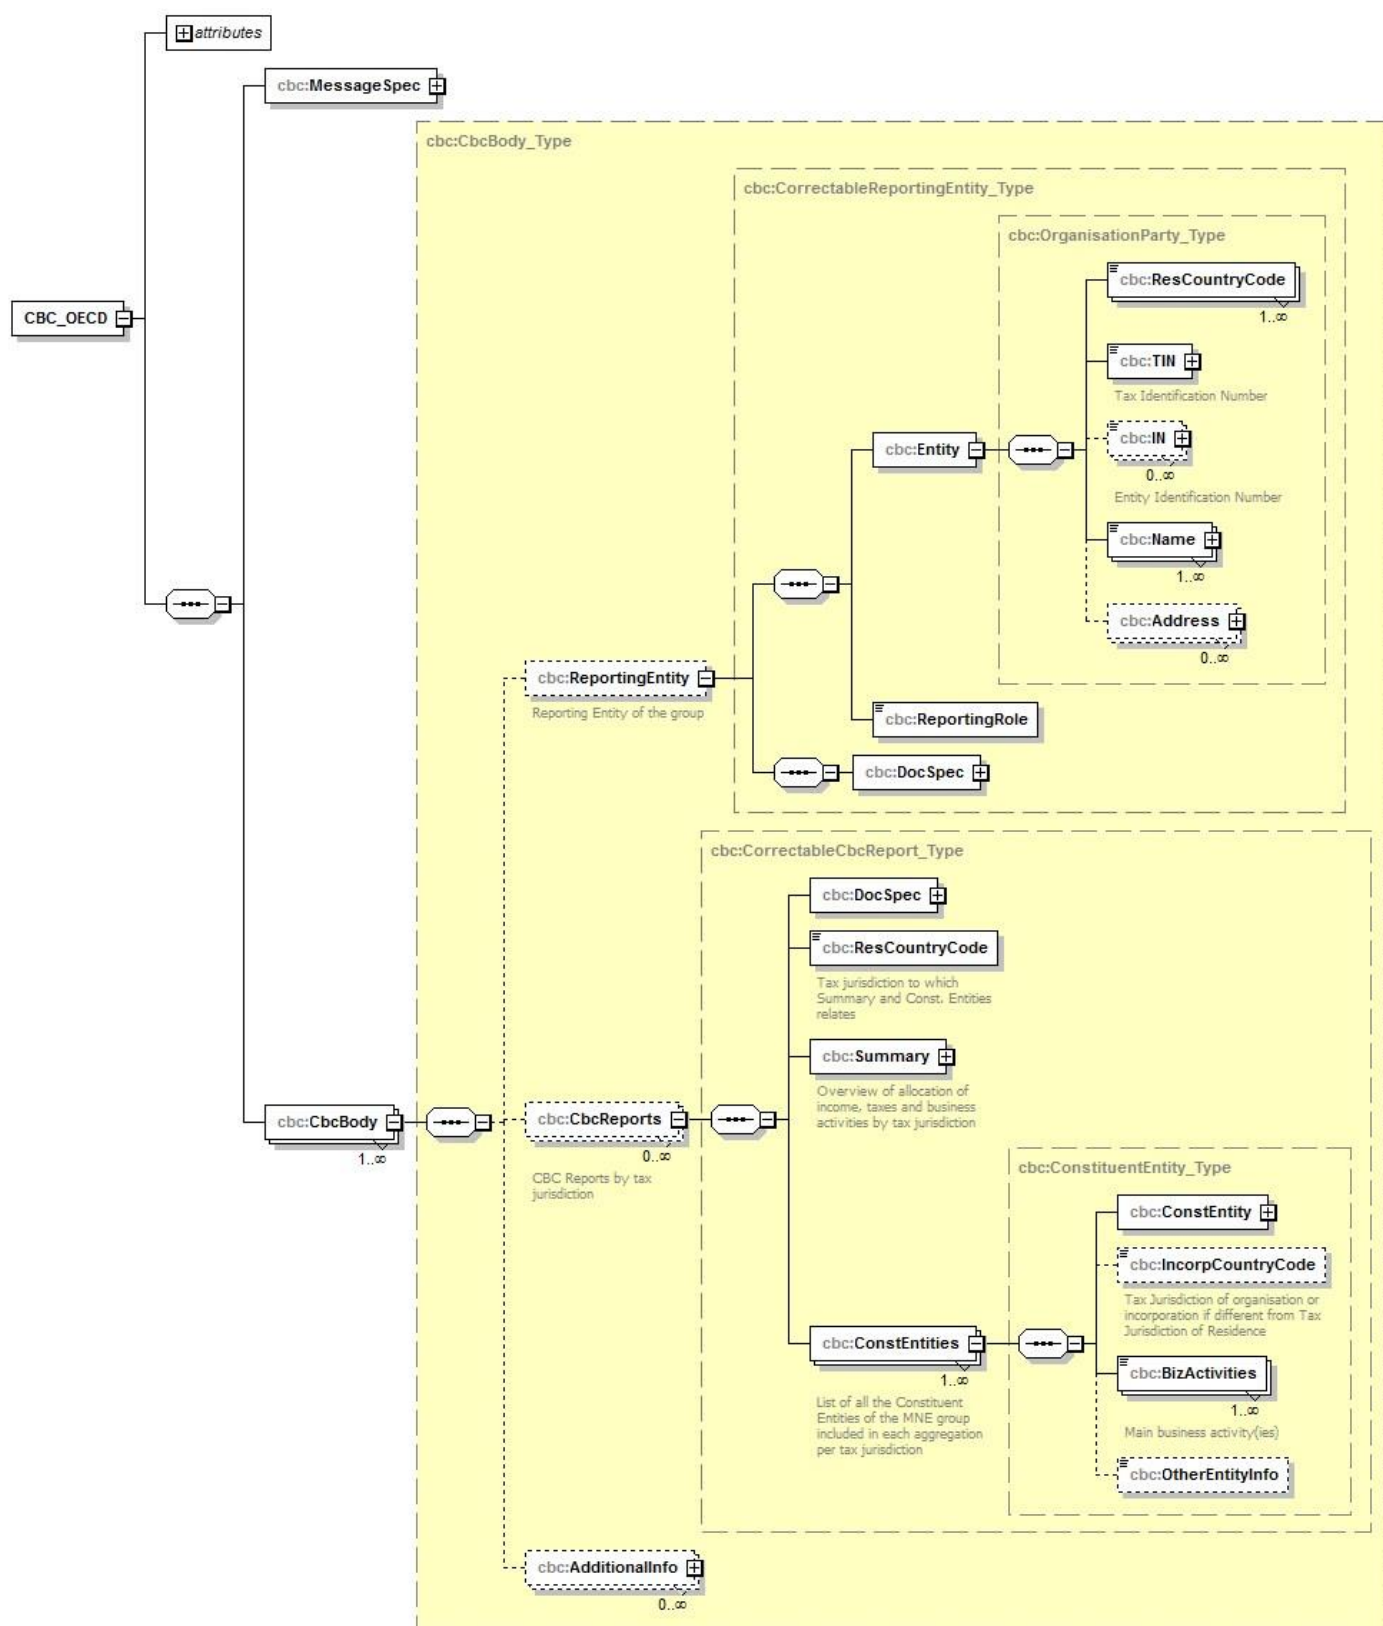 attributes
cbc:MessageSpec
cbc:CbcBody_Type
cbc:CorrectableReportingEntity_Type
cbc:OrganisationParty_Type
cbc:ResCountryCode
1..∞
CBC_OECD
cbc:TIN
Tax Identification Number
cbc:IN
0..∞
Entity Identification Number
cbc:Entity
cbc:Name
1..∞
cbc:Address
0..∞
cbc:ReportingEntity
Reporting Entity of the group
cbc:ReportingRole
cbc:DocSpec
cbc:CorrectableCbcReport_Type
cbc:DocSpec
cbc:ResCountryCode
Tax jurisdiction to which
Summary and Const. Entities
relates
cbc:Summary
Overview of allocation of
income, taxes and business
activities by tax jurisdiction
cbc:CbcBody
1..∞
cbc:CbcReports
0..∞
CBC Reports by tax
jurisdiction
cbc:ConstituentEntity_Type
cbc:ConstEntity
cbc:IncorpCountryCode
Tax Jurisdiction of organisation or
incorporation if different from Tax
Jurisdiction of Residence
cbc:ConstEntities
1..∞
List of all the Constituent
Entities of the MNE group
included in each aggregation
per tax jurisdiction
cbc:BizActivities
1..∞
Main business activity(ies)
cbc:OtherEntityInfo
cbc:AdditionalInfo
0..∞